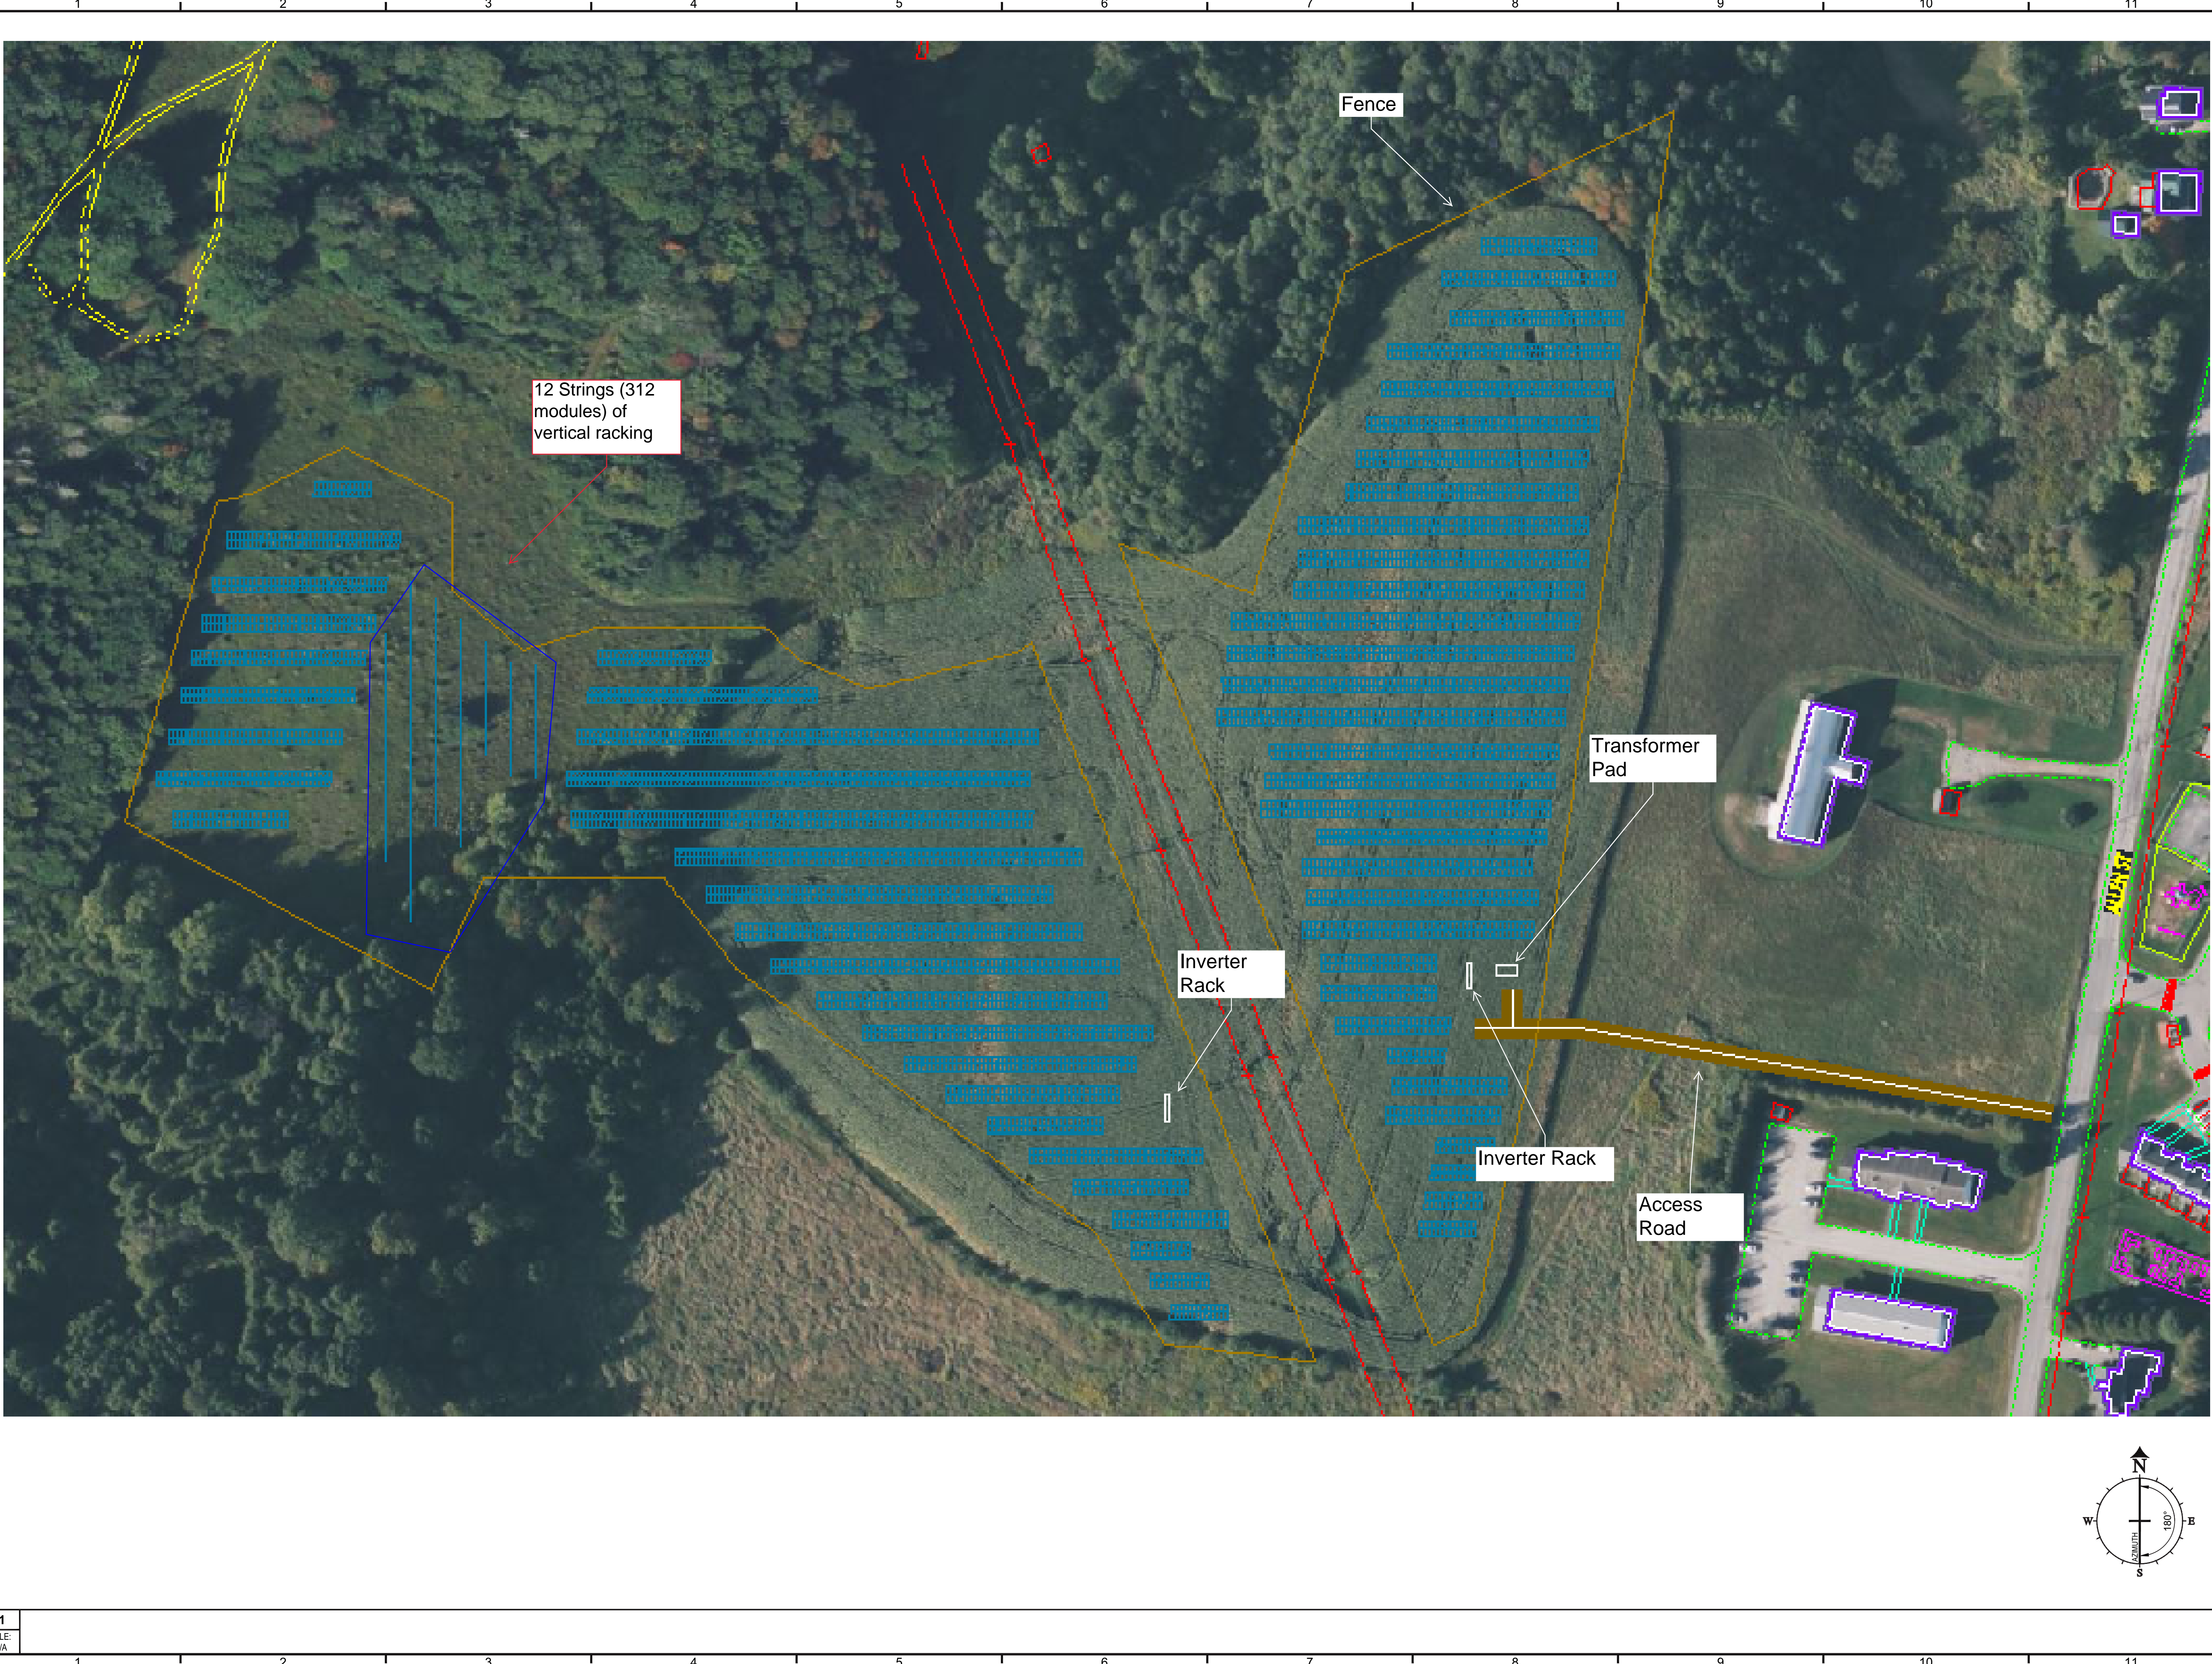 1 2 3 4 5 6 7 8 9 10 11
Fence
12 Strings (312
modules) of
vertical racking
Transformer
Pad
Inverter
Rack
Inverter Rack
Access
Road
N
W
E
180°
AZIMUTH
S
1
LE:
/A
1 2 3 4 5 6 7 8 9 10 11